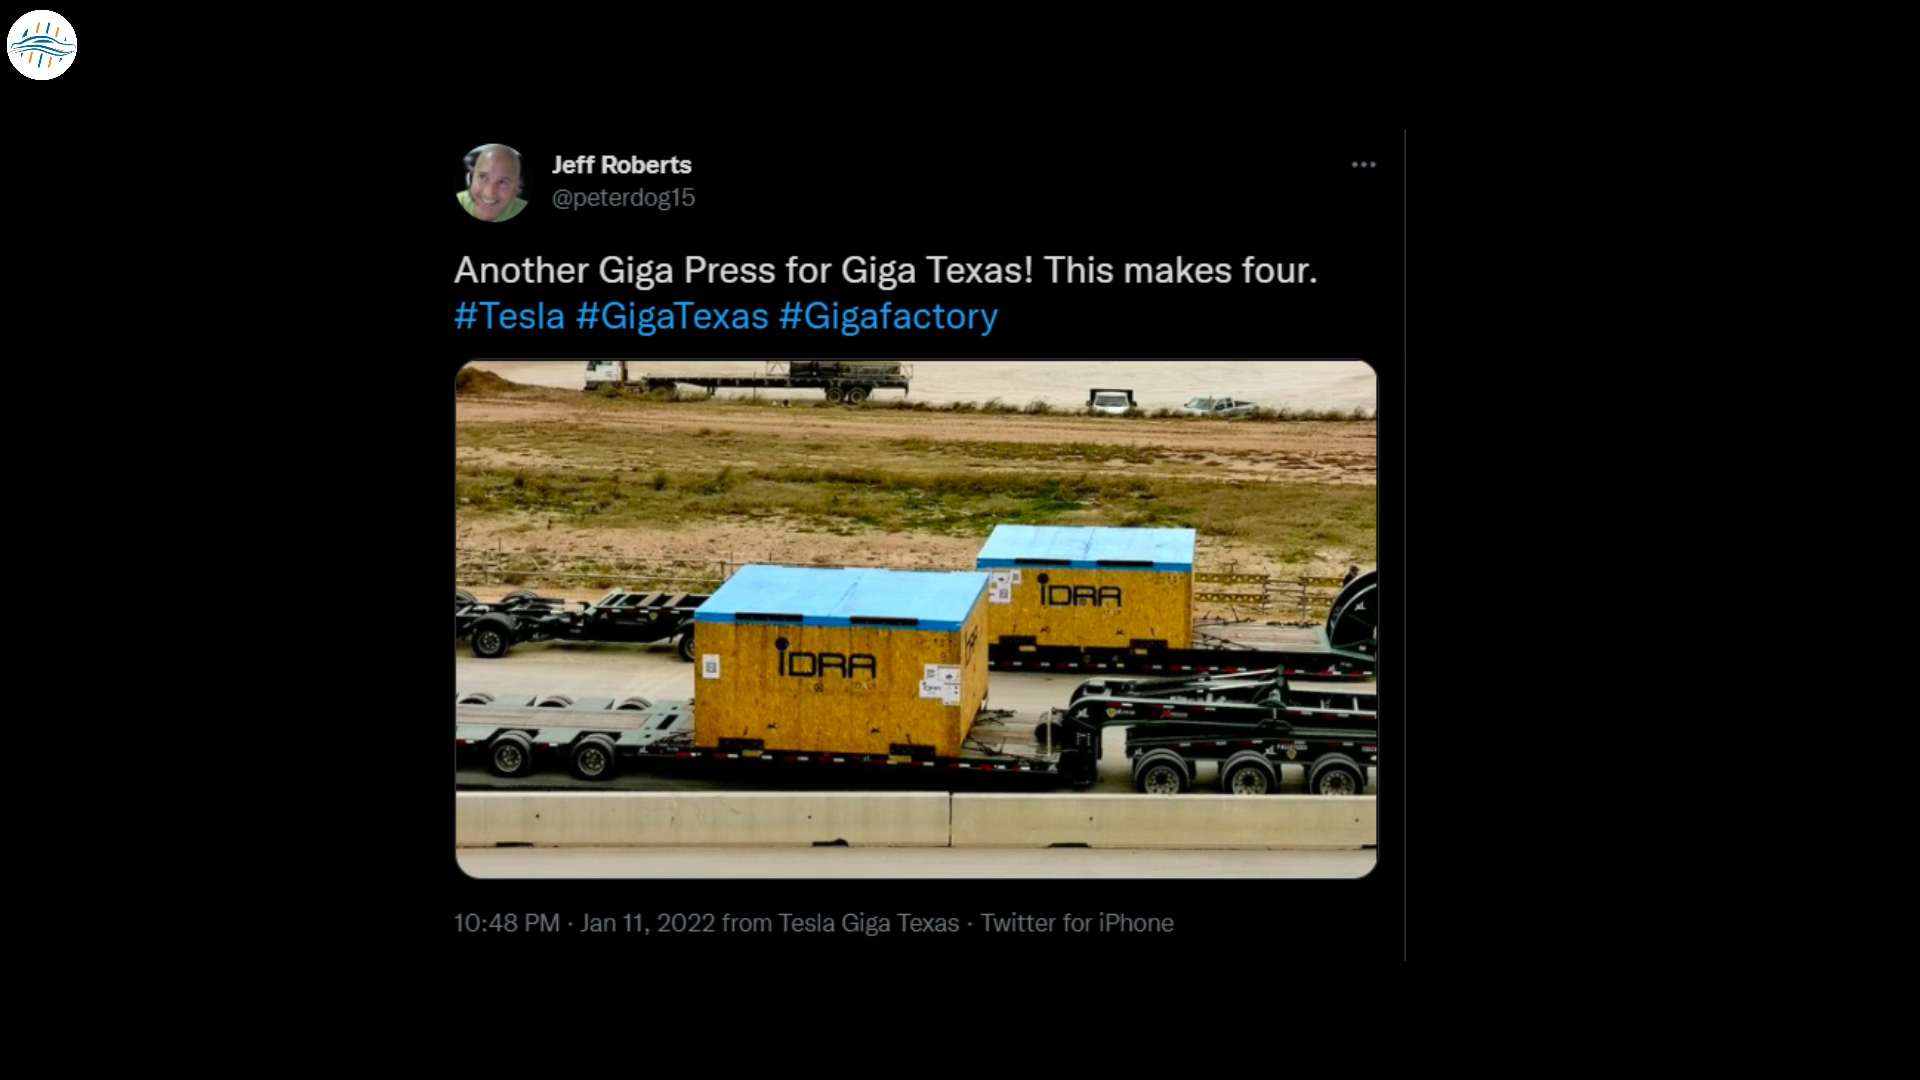 Jeff Roberts
@peterdog15
Another Giga Press for Giga Texas! This makes four.
#Tesla #GigaTexas #Gigafactory
iDRA
iDRA
10:48 PM · Jan 11, 2022 from Tesla Giga Texas · Twitter for iPhone